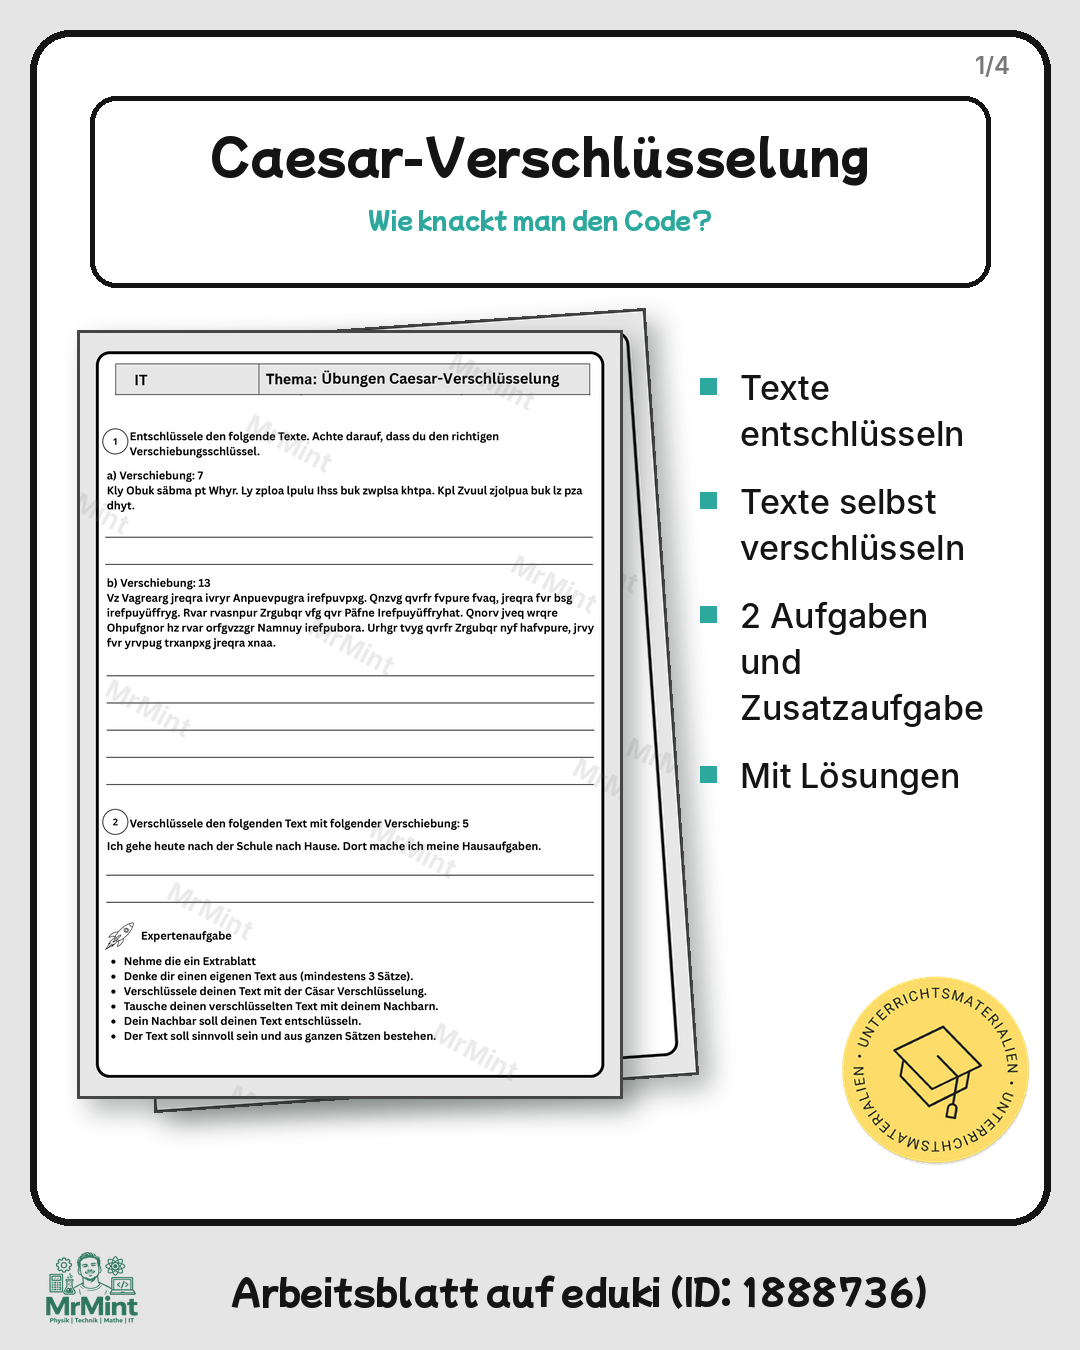 1/4
Caesar-Verschlüsselung
Wie knackt man den Code?
IT
Thema: Übungen Caesar-Verschlüsselung
1
Entschlüssele den folgende Texte. Achte darauf, dass du den richtigen
Verschiebungsschlüssel.
a) Verschiebung: 7
Kly Obuk säbma pt Whyr. Ly zploa lpulu Ihss buk zwplsa khtpa. Kpl Zvuul zjolpua buk lz pza
dhyt.
b) Verschiebung: 13
Vz Vagrearg jreqra ivryr Anpuevpugra irefpuvpxg. Qnzvg qvrfr fvpure fvaq, jreqra fvr bsg
irefpuyüffryg. Rvar rvasnpur Zrgubqr vfg qvr Päfne Irefpuyüffryhat. Qnorv jveq wrqre
Ohpufgnor hz rvar orfgvzzgr Namnuy irefpubora. Urhgr tvyg qvrfr Zrgubqr nyf hafvpure, jrvy
fvr yrvpug trxanpxg jreqra xnaa.
2
Verschlüssele den folgenden Text mit folgender Verschiebung: 5
Ich gehe heute nach der Schule nach Hause. Dort mache ich meine Hausaufgaben.
Expertenaufgabe
• Nehme die ein Extrablatt
• Denke dir einen eigenen Text aus (mindestens 3 Sätze).
• Verschlüssele deinen Text mit der Cäsar Verschlüsselung.
• Tausche deinen verschlüsselten Text mit deinem Nachbarn.
• Dein Nachbar soll deinen Text entschlüsseln.
• Der Text soll sinnvoll sein und aus ganzen Sätzen bestehen.
MrMint
MrMint
MrMint
MrMint
MrMint
MrMint
MrMint
MrMint
Texte
entschlüsseln
Texte selbst
verschlüsseln
2 Aufgaben
und
Zusatzaufgabe
Mit Lösungen
UNTERRICHTSMATERIALIEN • UNTERRICHTSMATERIALIEN •
MrMint
Physik | Technik | Mathe | IT
Arbeitsblatt auf eduki (ID: 1888736)